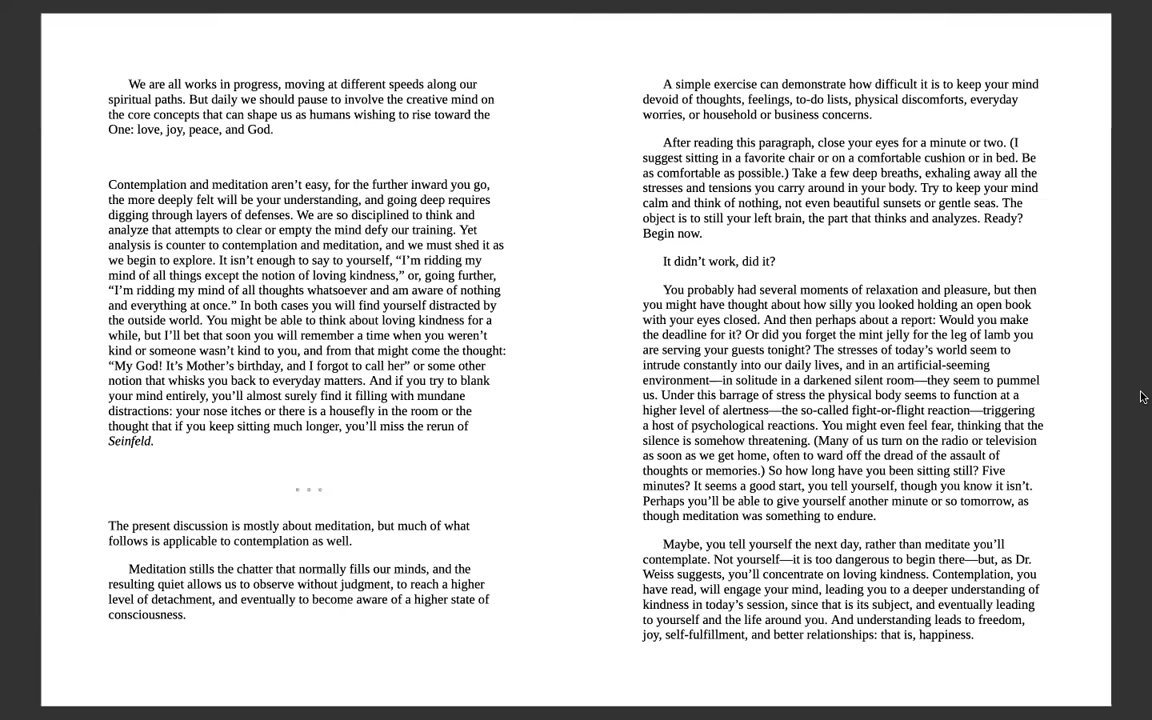 We are all works in progress, moving at different speeds along our
spiritual paths. But daily we should pause to involve the creative mind on
the core concepts that can shape us as humans wishing to rise toward the
One: love, joy, peace, and God.
Contemplation and meditation aren’t easy, for the further inward you go,
the more deeply felt will be your understanding, and going deep requires
digging through layers of defenses. We are so disciplined to think and
analyze that attempts to clear or empty the mind defy our training. Yet
analysis is counter to contemplation and meditation, and we must shed it as
we begin to explore. It isn’t enough to say to yourself, “I’m ridding my
mind of all things except the notion of loving kindness,” or, going further,
“I’m ridding my mind of all thoughts whatsoever and am aware of nothing
and everything at once.” In both cases you will find yourself distracted by
the outside world. You might be able to think about loving kindness for a
while, but I’ll bet that soon you will remember a time when you weren’t
kind or someone wasn’t kind to you, and from that might come the thought:
“My God! It’s Mother’s birthday, and I forgot to call her” or some other
notion that whisks you back to everyday matters. And if you try to blank
your mind entirely, you’ll almost surely find it filling with mundane
distractions: your nose itches or there is a housefly in the room or the
thought that if you keep sitting much longer, you’ll miss the rerun of
Seinfeld.
The present discussion is mostly about meditation, but much of what
follows is applicable to contemplation as well.
Meditation stills the chatter that normally fills our minds, and the
resulting quiet allows us to observe without judgment, to reach a higher
level of detachment, and eventually to become aware of a higher state of
consciousness.
A simple exercise can demonstrate how difficult it is to keep your mind
devoid of thoughts, feelings, to-do lists, physical discomforts, everyday
worries, or household or business concerns.
After reading this paragraph, close your eyes for a minute or two. (I
suggest sitting in a favorite chair or on a comfortable cushion or in bed. Be
as comfortable as possible.) Take a few deep breaths, exhaling away all the
stresses and tensions you carry around in your body. Try to keep your mind
calm and think of nothing, not even beautiful sunsets or gentle seas. The
object is to still your left brain, the part that thinks and analyzes. Ready?
Begin now.
It didn’t work, did it?
You probably had several moments of relaxation and pleasure, but then
you might have thought about how silly you looked holding an open book
with your eyes closed. And then perhaps about a report: Would you make
the deadline for it? Or did you forget the mint jelly for the leg of lamb you
are serving your guests tonight? The stresses of today’s world seem to
intrude constantly into our daily lives, and in an artificial-seeming
environment—in solitude in a darkened silent room—they seem to pummel
us. Under this barrage of stress the physical body seems to function at a
higher level of alertness—the so-called fight-or-flight reaction—triggering
a host of psychological reactions. You might even feel fear, thinking that the
silence is somehow threatening. (Many of us turn on the radio or television
as soon as we get home, often to ward off the dread of the assault of
thoughts or memories.) So how long have you been sitting still? Five
minutes? It seems a good start, you tell yourself, though you know it isn’t.
Perhaps you’ll be able to give yourself another minute or so tomorrow, as
though meditation was something to endure.
Maybe, you tell yourself the next day, rather than meditate you’ll
contemplate. Not yourself—it is too dangerous to begin there—but, as Dr.
Weiss suggests, you’ll concentrate on loving kindness. Contemplation, you
have read, will engage your mind, leading you to a deeper understanding of
kindness in today’s session, since that is its subject, and eventually leading
to yourself and the life around you. And understanding leads to freedom,
joy, self-fulfillment, and better relationships: that is, happiness.